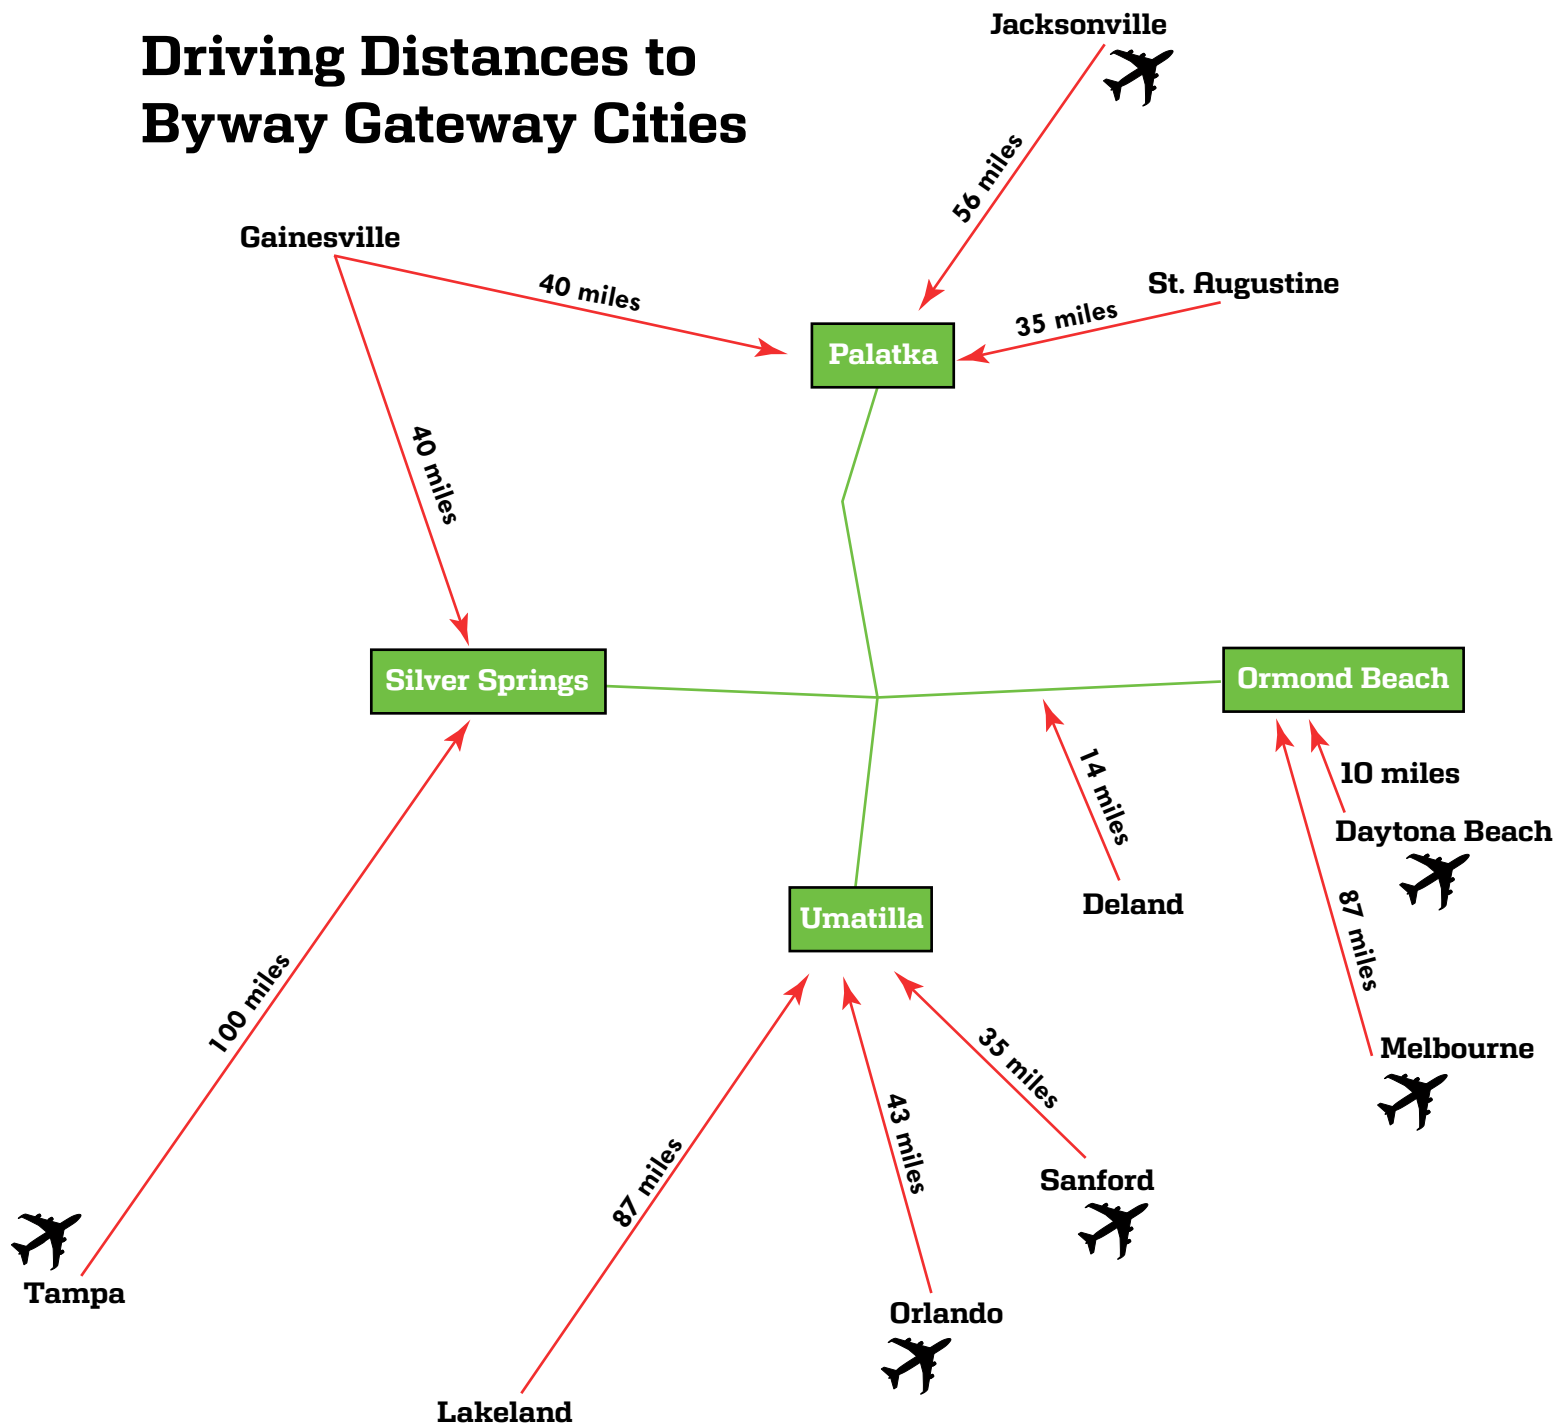 Driving Distances to
Byway Gateway Cities
Jacksonville
56 miles
Gainesville
40 miles
St. Augustine
35 miles
Palatka
40 miles
Silver Springs
Ormond Beach
14 miles
10 miles
Daytona Beach
Deland
87 miles
Umatilla
100 miles
35 miles
Melbourne
43 miles
87 miles
Sanford
Tampa
Orlando
Lakeland